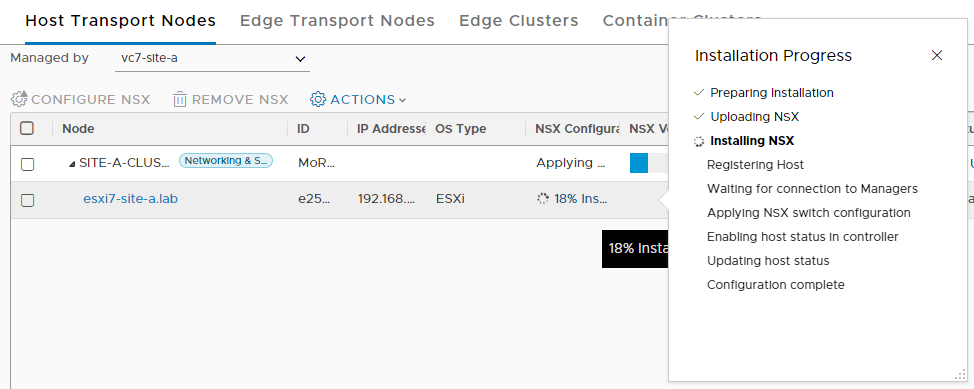 Host Transport Nodes Edge Transport Nodes Edge Clusters Container Clusters
Managed by vc7-site-a
CONFIGURE NSX REMOVE NSX ACTIONS
Node ID IP Addresse OS Type NSX Configura NSX Ve
SITE-A-CLUS... Networking & S... MoR... Applying ...
esxi7-site-a.lab e25... 192.168.... ESXi 18% Ins...
18% Insta
Installation Progress
Preparing Installation
Uploading NSX
Installing NSX
Registering Host
Waiting for connection to Managers
Applying NSX switch configuration
Enabling host status in controller
Updating host status
Configuration complete